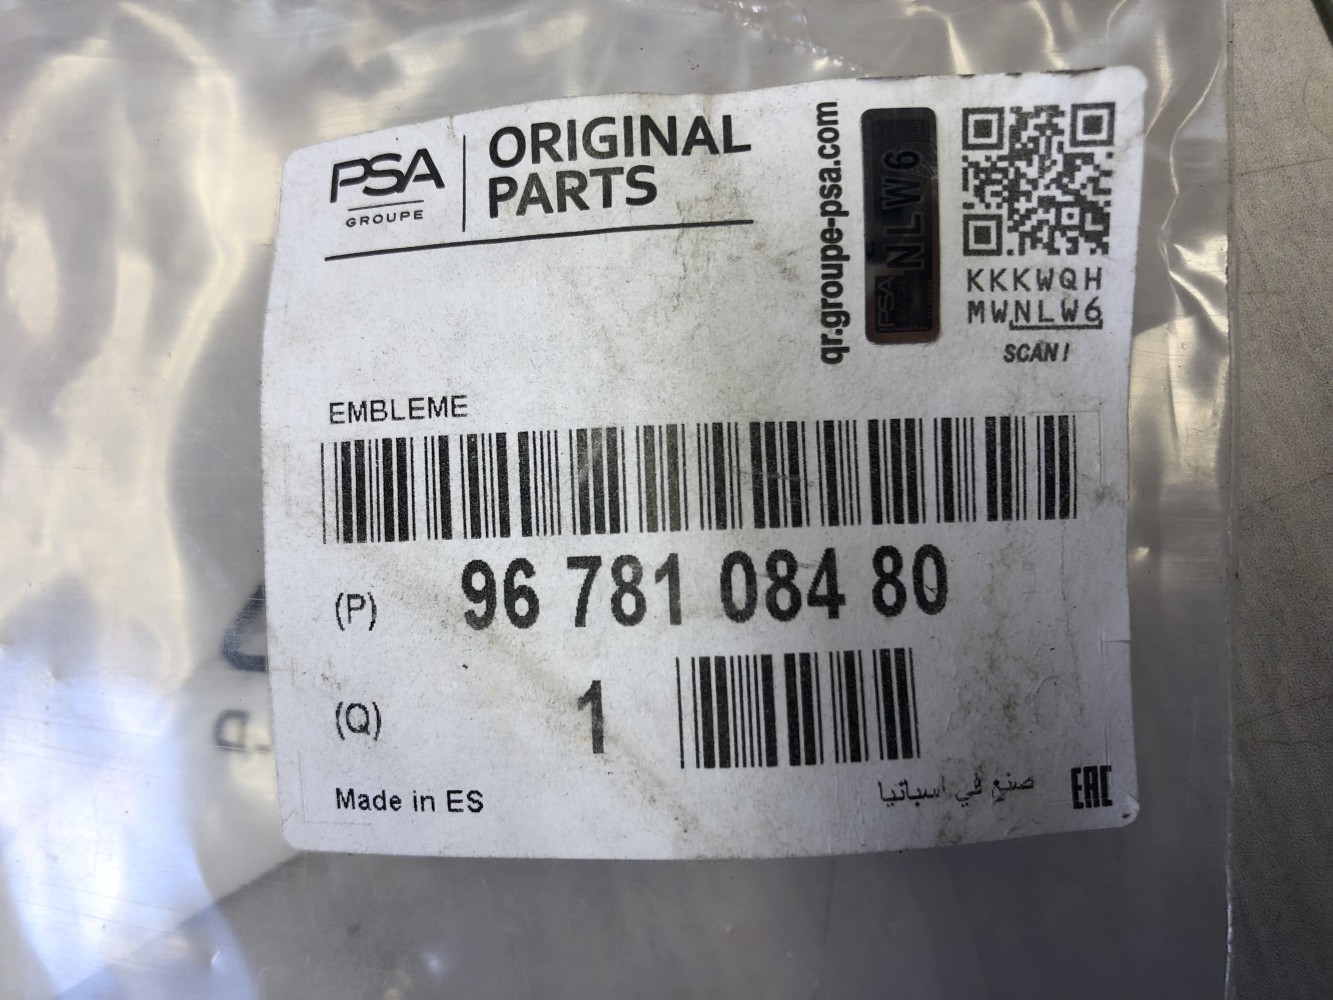 PSA
GROUPE
ORIGINAL
PARTS
qr.groupe-psa.com
PSA NLW6
KKKWQH
MWNLW6
SCAN !
EMBLEME
(P) 96 781 084 80
(Q) 1
Made in ES
صنع في اسبانيا
EAC